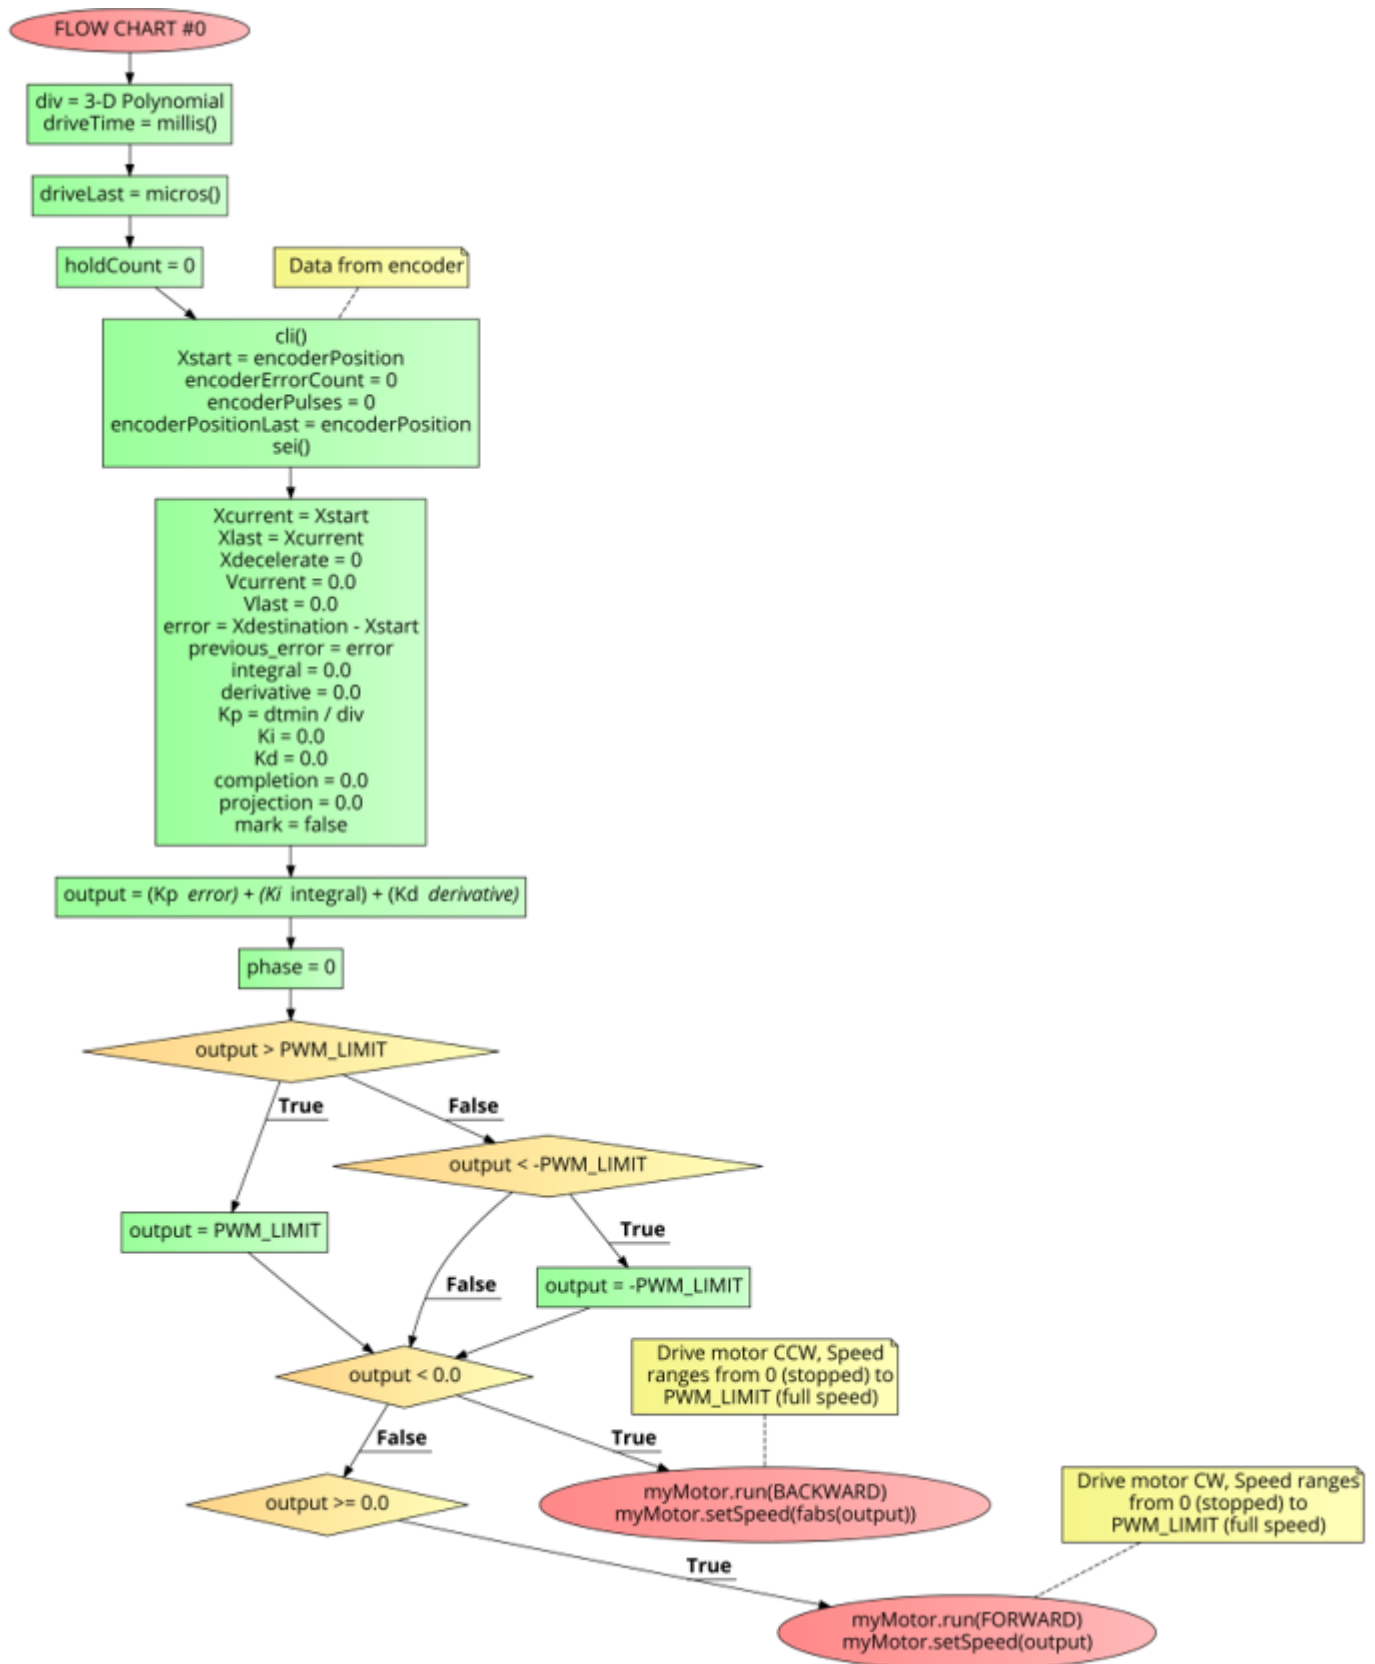 FLOW CHART #0
div = 3-D Polynomial
driveTime = millis()
driveLast = micros()
holdCount = 0
Data from encoder
cli()
Xstart = encoderPosition
encoderErrorCount = 0
encoderPulses = 0
encoderPositionLast = encoderPosition
sei()
Xcurrent = Xstart
Xlast = Xcurrent
Xdecelerate = 0
Vcurrent = 0.0
Vlast = 0.0
error = Xdestination - Xstart
previous_error = error
integral = 0.0
derivative = 0.0
Kp = dtmin / div
Ki = 0.0
Kd = 0.0
completion = 0.0
projection = 0.0
mark = false
output = (Kp error) + (Ki integral) + (Kd derivative)
phase = 0
output > PWM_LIMIT
True
False
output < -PWM_LIMIT
output = PWM_LIMIT
True
False
output = -PWM_LIMIT
output < 0.0
Drive motor CCW, Speed
ranges from 0 (stopped) to
PWM_LIMIT (full speed)
False
True
output >= 0.0
myMotor.run(BACKWARD)
myMotor.setSpeed(fabs(output))
Drive motor CW, Speed ranges
from 0 (stopped) to
PWM_LIMIT (full speed)
True
myMotor.run(FORWARD)
myMotor.setSpeed(output)